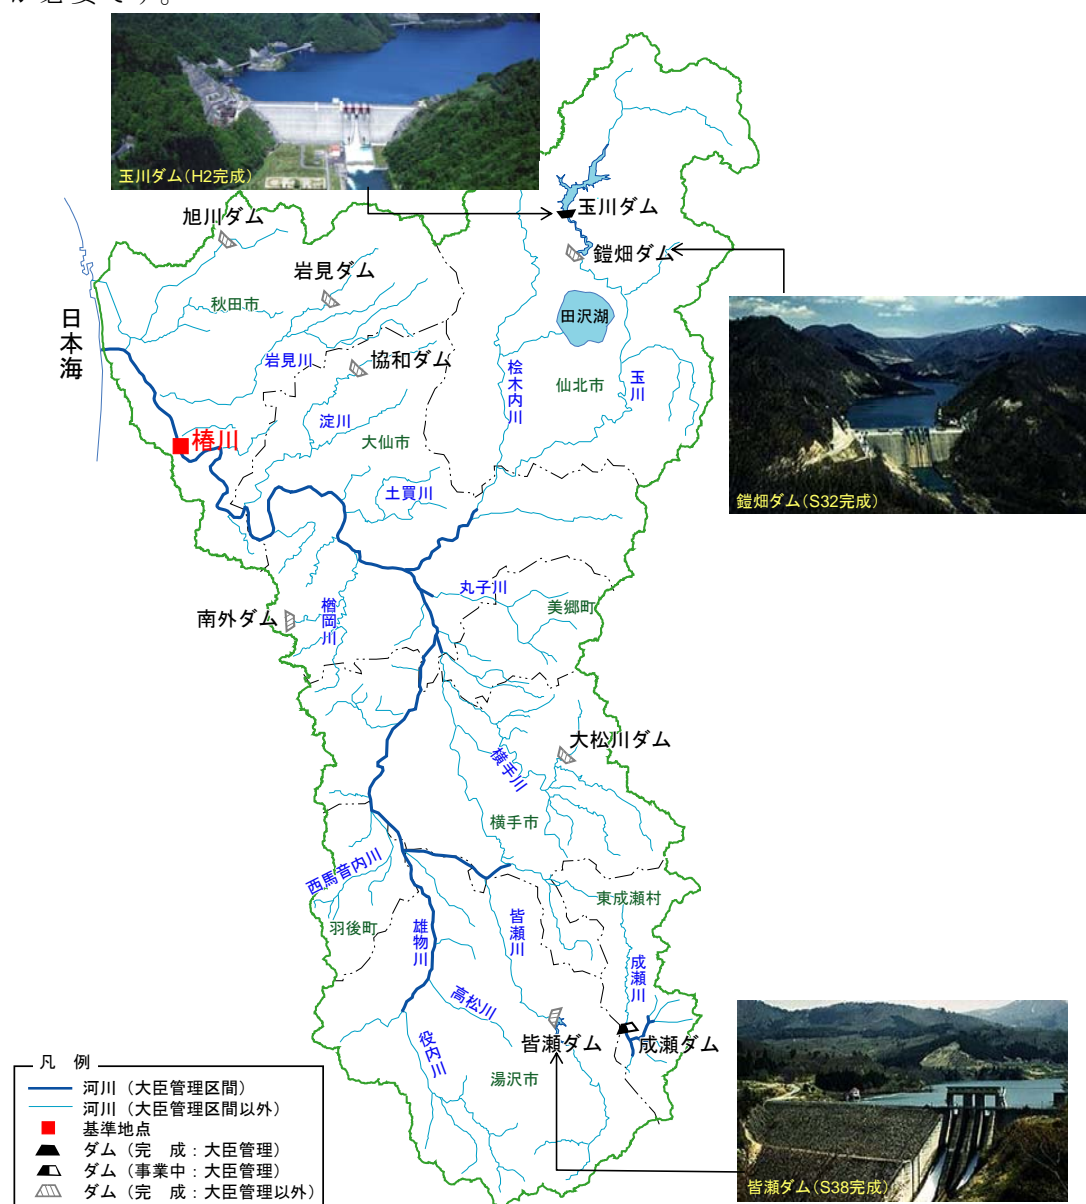 が必要です。
玉川ダム(H2完成)
旭川ダム
玉川ダム
鎧畑ダム
岩見ダム
秋田市
日本海
田沢湖
岩見川
協和ダム
桧木内川
仙北市
玉川
淀川
大仙市
椿川
土買川
鎧畑ダム(S32完成)
丸子川
美郷町
楢岡川
南外ダム
大松川ダム
横手川
横手市
西馬音内川
東成瀬村
羽後町
雄物川
皆瀬川
成瀬川
高松川
皆瀬ダム
成瀬ダム
役内川
湯沢市
皆瀬ダム(S38完成)
凡 例
河川（大臣管理区間）
河川（大臣管理区間以外）
基準地点
ダム（完 成：大臣管理）
ダム（事業中：大臣管理）
ダム（完 成：大臣管理以外）